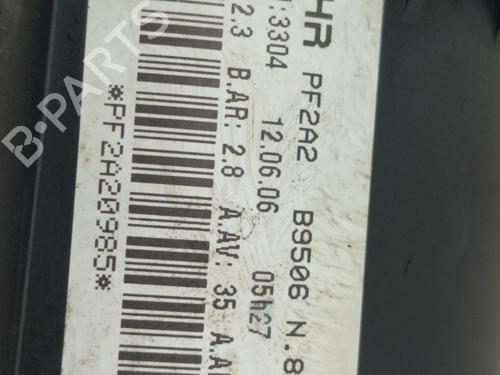 HR PF2A2 B9506 N.8
:3304 12.06.06 05h27
2.3 B.AR: 2.8 A.AV: 35 A.A
*PF2A20985*
B-PARTS